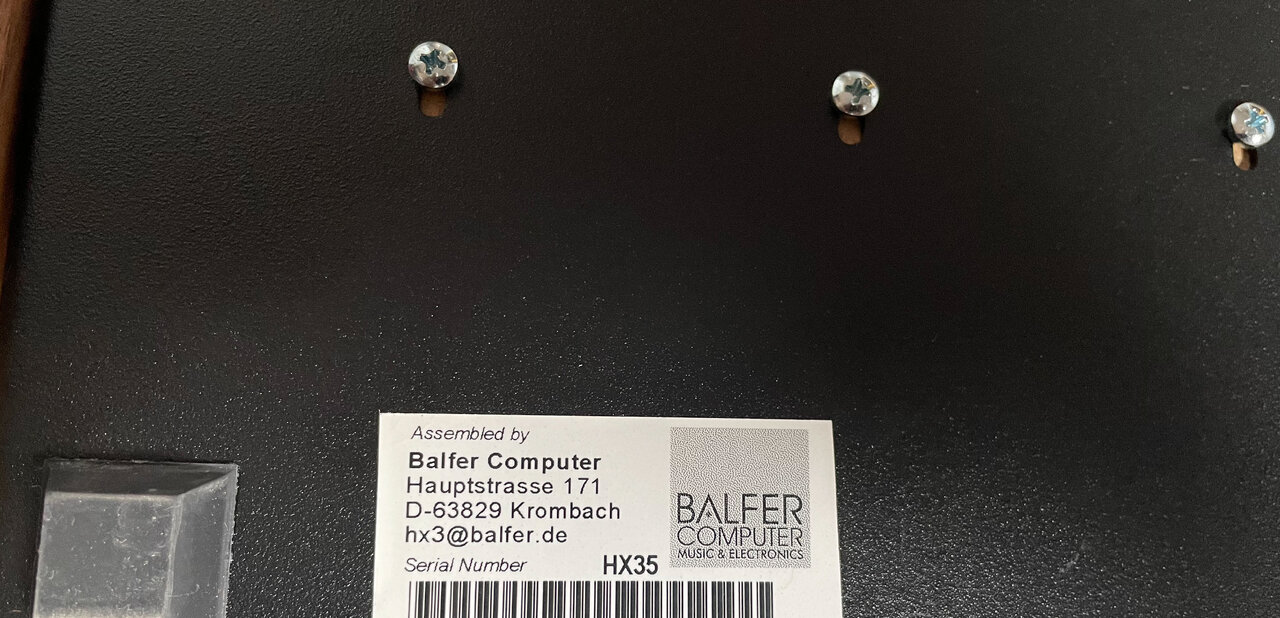 Assembled by
Balfer Computer
Hauptstrasse 171
D-63829 Krombach
hx3@balfer.de
Serial Number HX35
BALFER
COMPUTER
MUSIC & ELECTRONICS